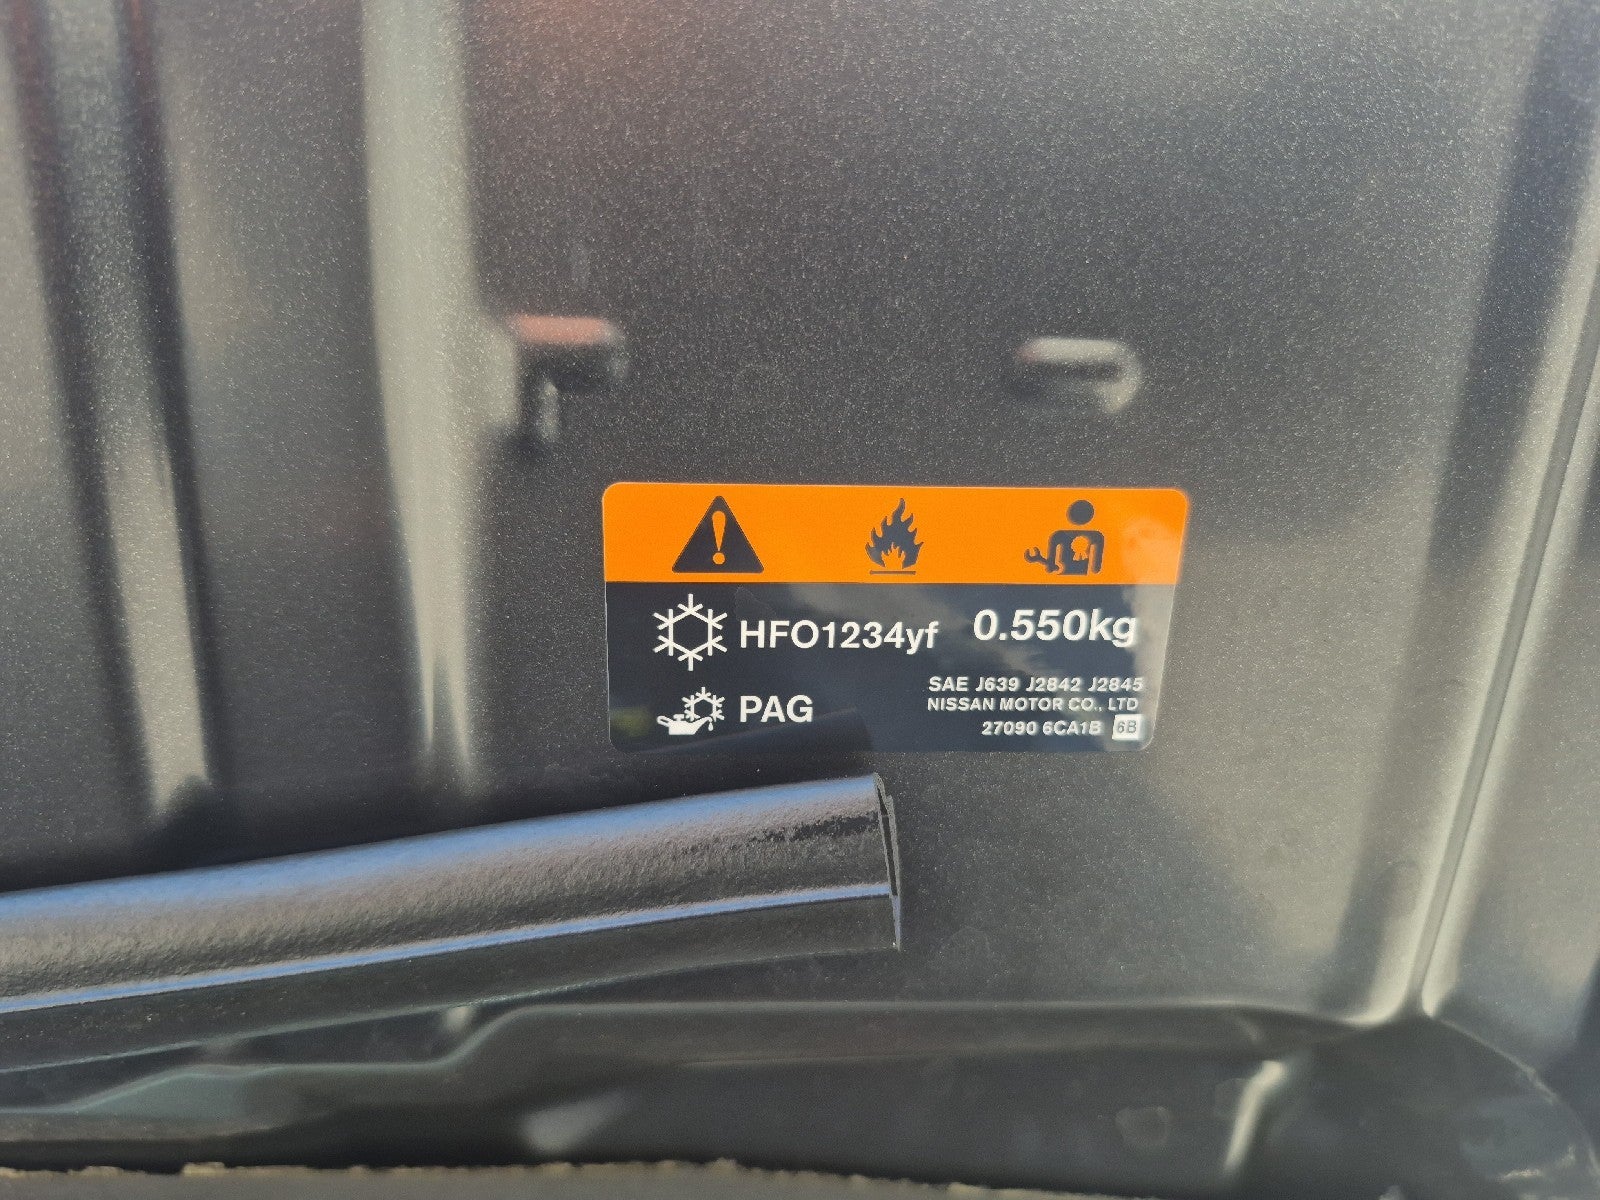 HFO1234yf 0.550kg
PAG
SAE J639 J2842 J2845
NISSAN MOTOR CO., LTD
27090 6CA1B 6B